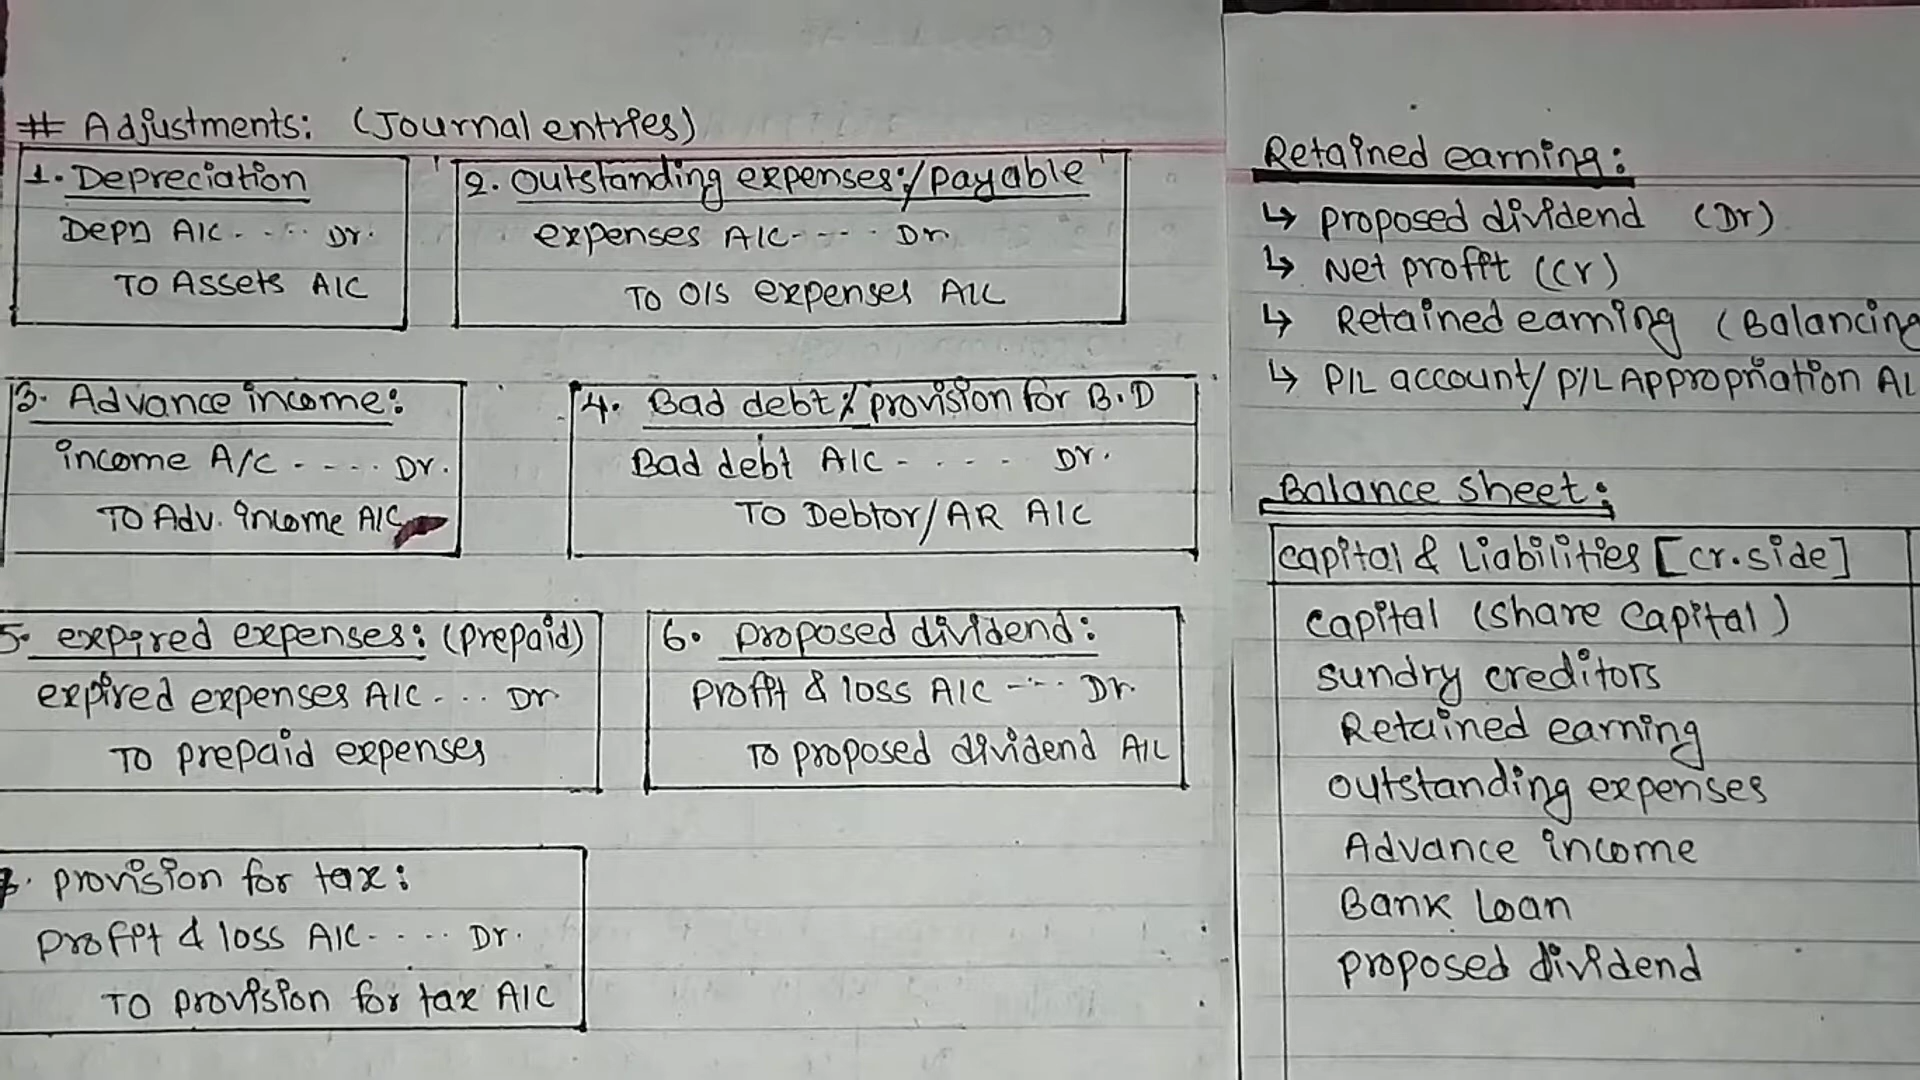 # Adjustments: (Journal entries)
1. Depreciation
Depn A/C .... Dr.
To Assets A/C
2. Outstanding expenses:/payable
expenses A/C .... Dr.
To O/S expenses A/C
3. Advance income:
income A/C .... Dr.
To Adv. income A/C
4. Bad debt:/provision for B.D
Bad debt A/C .... Dr.
To Debtor/AR A/C
5. expired expenses: (prepaid)
expired expenses A/C ... Dr.
To prepaid expenses
6. proposed dividend:
profit & loss A/C ... Dr.
To proposed dividend A/C
7. provision for tax:
profit & loss A/C .... Dr.
To provision for tax A/C
Retained earning:
↳ proposed dividend (Dr)
↳ Net profit (Cr)
↳ Retained earning (Balancing
↳ P/L account/P/L Appropriation A/
Balance sheet:
capital & Liabilities [cr.side]
capital (share capital)
sundry creditors
Retained earning
outstanding expenses
Advance income
Bank Loan
proposed dividend